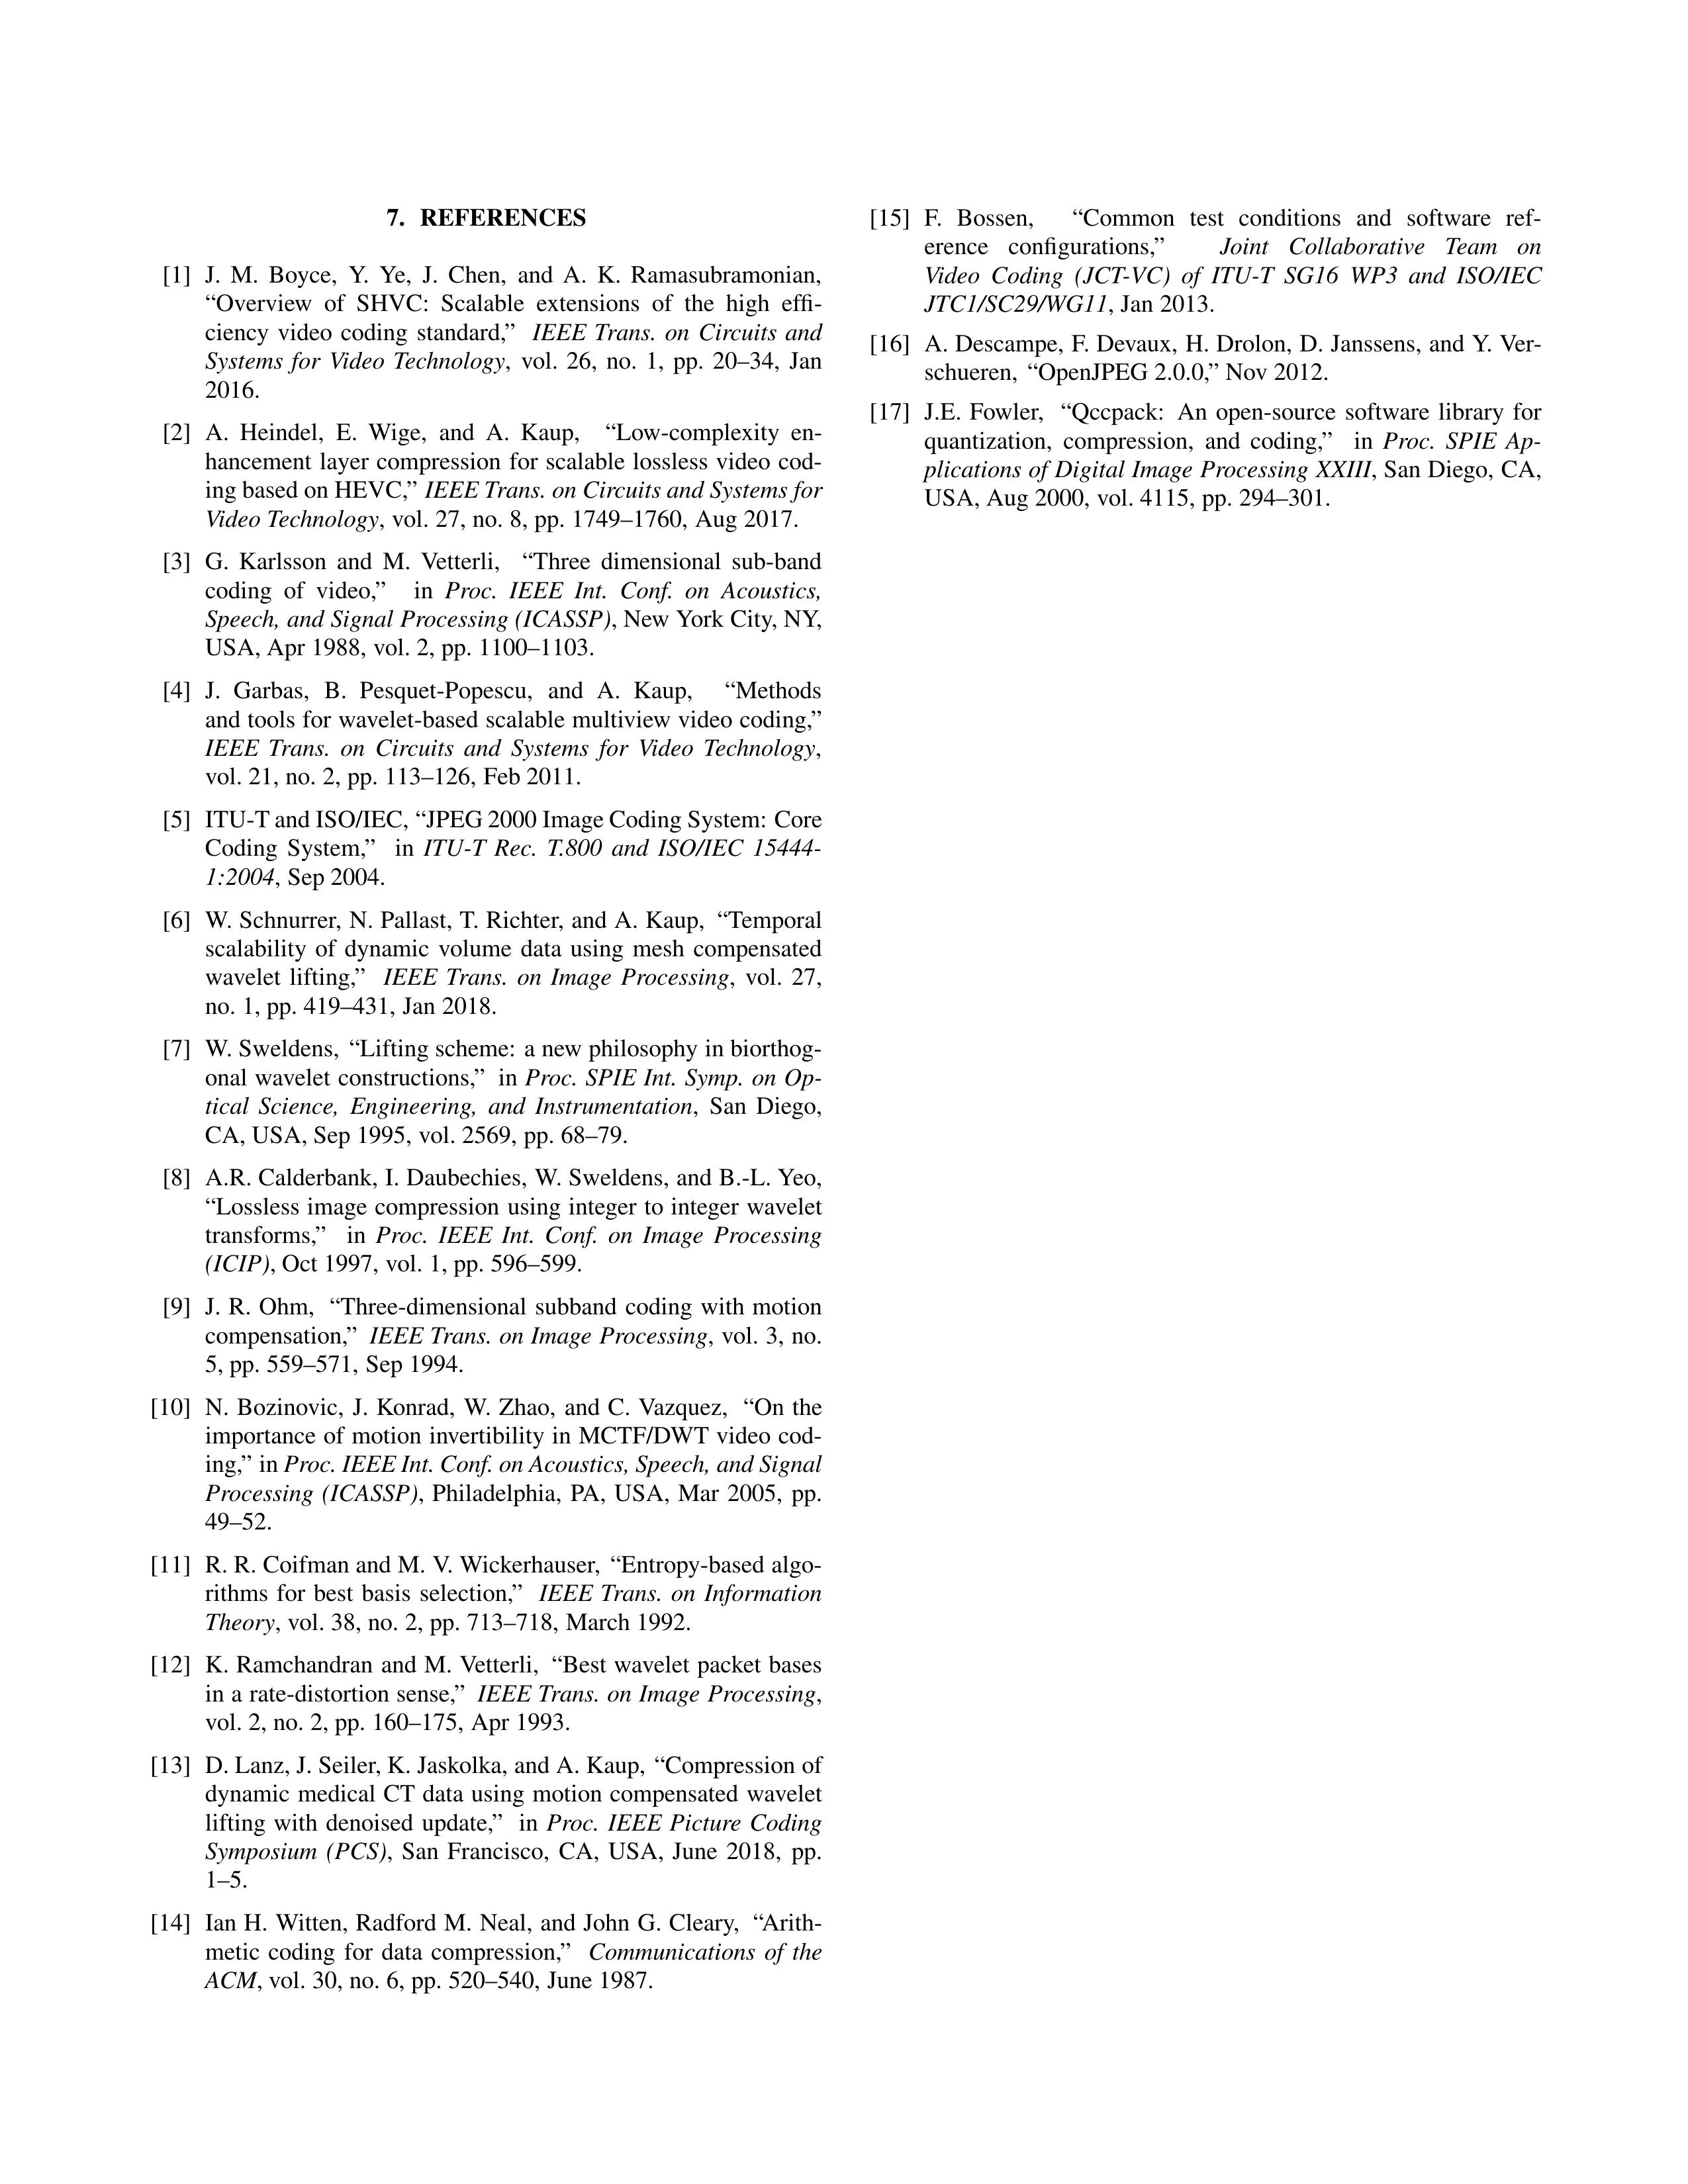 7. REFERENCES
[1] J. M. Boyce, Y. Ye, J. Chen, and A. K. Ramasubramonian,
“Overview of SHVC: Scalable extensions of the high effi-
ciency video coding standard,” IEEE Trans. on Circuits and
Systems for Video Technology, vol. 26, no. 1, pp. 20–34, Jan
2016.
[2] A. Heindel, E. Wige, and A. Kaup, “Low-complexity en-
hancement layer compression for scalable lossless video cod-
ing based on HEVC,” IEEE Trans. on Circuits and Systems for
Video Technology, vol. 27, no. 8, pp. 1749–1760, Aug 2017.
[3] G. Karlsson and M. Vetterli, “Three dimensional sub-band
coding of video,” in Proc. IEEE Int. Conf. on Acoustics,
Speech, and Signal Processing (ICASSP), New York City, NY,
USA, Apr 1988, vol. 2, pp. 1100–1103.
[4] J. Garbas, B. Pesquet-Popescu, and A. Kaup, “Methods
and tools for wavelet-based scalable multiview video coding,”
IEEE Trans. on Circuits and Systems for Video Technology,
vol. 21, no. 2, pp. 113–126, Feb 2011.
[5] ITU-T and ISO/IEC, “JPEG 2000 Image Coding System: Core
Coding System,” in ITU-T Rec. T.800 and ISO/IEC 15444-
1:2004, Sep 2004.
[6] W. Schnurrer, N. Pallast, T. Richter, and A. Kaup, “Temporal
scalability of dynamic volume data using mesh compensated
wavelet lifting,” IEEE Trans. on Image Processing, vol. 27,
no. 1, pp. 419–431, Jan 2018.
[7] W. Sweldens, “Lifting scheme: a new philosophy in biorthog-
onal wavelet constructions,” in Proc. SPIE Int. Symp. on Op-
tical Science, Engineering, and Instrumentation, San Diego,
CA, USA, Sep 1995, vol. 2569, pp. 68–79.
[8] A.R. Calderbank, I. Daubechies, W. Sweldens, and B.-L. Yeo,
“Lossless image compression using integer to integer wavelet
transforms,” in Proc. IEEE Int. Conf. on Image Processing
(ICIP), Oct 1997, vol. 1, pp. 596–599.
[9] J. R. Ohm, “Three-dimensional subband coding with motion
compensation,” IEEE Trans. on Image Processing, vol. 3, no.
5, pp. 559–571, Sep 1994.
[10] N. Bozinovic, J. Konrad, W. Zhao, and C. Vazquez, “On the
importance of motion invertibility in MCTF/DWT video cod-
ing,” in Proc. IEEE Int. Conf. on Acoustics, Speech, and Signal
Processing (ICASSP), Philadelphia, PA, USA, Mar 2005, pp.
49–52.
[11] R. R. Coifman and M. V. Wickerhauser, “Entropy-based algo-
rithms for best basis selection,” IEEE Trans. on Information
Theory, vol. 38, no. 2, pp. 713–718, March 1992.
[12] K. Ramchandran and M. Vetterli, “Best wavelet packet bases
in a rate-distortion sense,” IEEE Trans. on Image Processing,
vol. 2, no. 2, pp. 160–175, Apr 1993.
[13] D. Lanz, J. Seiler, K. Jaskolka, and A. Kaup, “Compression of
dynamic medical CT data using motion compensated wavelet
lifting with denoised update,” in Proc. IEEE Picture Coding
Symposium (PCS), San Francisco, CA, USA, June 2018, pp.
1–5.
[14] Ian H. Witten, Radford M. Neal, and John G. Cleary, “Arith-
metic coding for data compression,” Communications of the
ACM, vol. 30, no. 6, pp. 520–540, June 1987.
[15] F. Bossen, “Common test conditions and software ref-
erence configurations,” Joint Collaborative Team on
Video Coding (JCT-VC) of ITU-T SG16 WP3 and ISO/IEC
JTC1/SC29/WG11, Jan 2013.
[16] A. Descampe, F. Devaux, H. Drolon, D. Janssens, and Y. Ver-
schueren, “OpenJPEG 2.0.0,” Nov 2012.
[17] J.E. Fowler, “Qccpack: An open-source software library for
quantization, compression, and coding,” in Proc. SPIE Ap-
plications of Digital Image Processing XXIII, San Diego, CA,
USA, Aug 2000, vol. 4115, pp. 294–301.